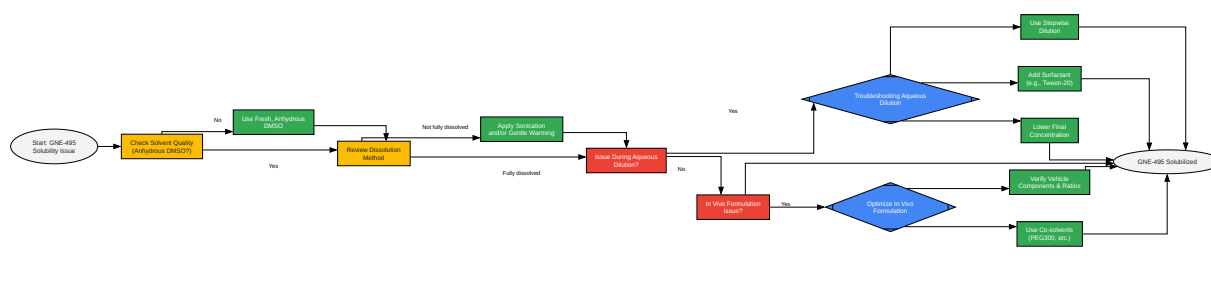 Start: GNE-495
Solubility Issue
Check Solvent Quality
(Anhydrous DMSO?)
No
Use Fresh, Anhydrous
DMSO
Yes
Review Dissolution
Method
Not fully dissolved
Apply Sonication
and/or Gentle Warming
Fully dissolved
Issue During Aqueous
Dilution?
Yes
No
Troubleshooting Aqueous
Dilution
Use Stepwise
Dilution
Add Surfactant
(e.g., Tween-20)
Lower Final
Concentration
In Vivo Formulation
Issue?
Yes
Optimize In Vivo
Formulation
Verify Vehicle
Components & Ratios
Use Co-solvents
(PEG300, etc.)
GNE-495 Solubilized